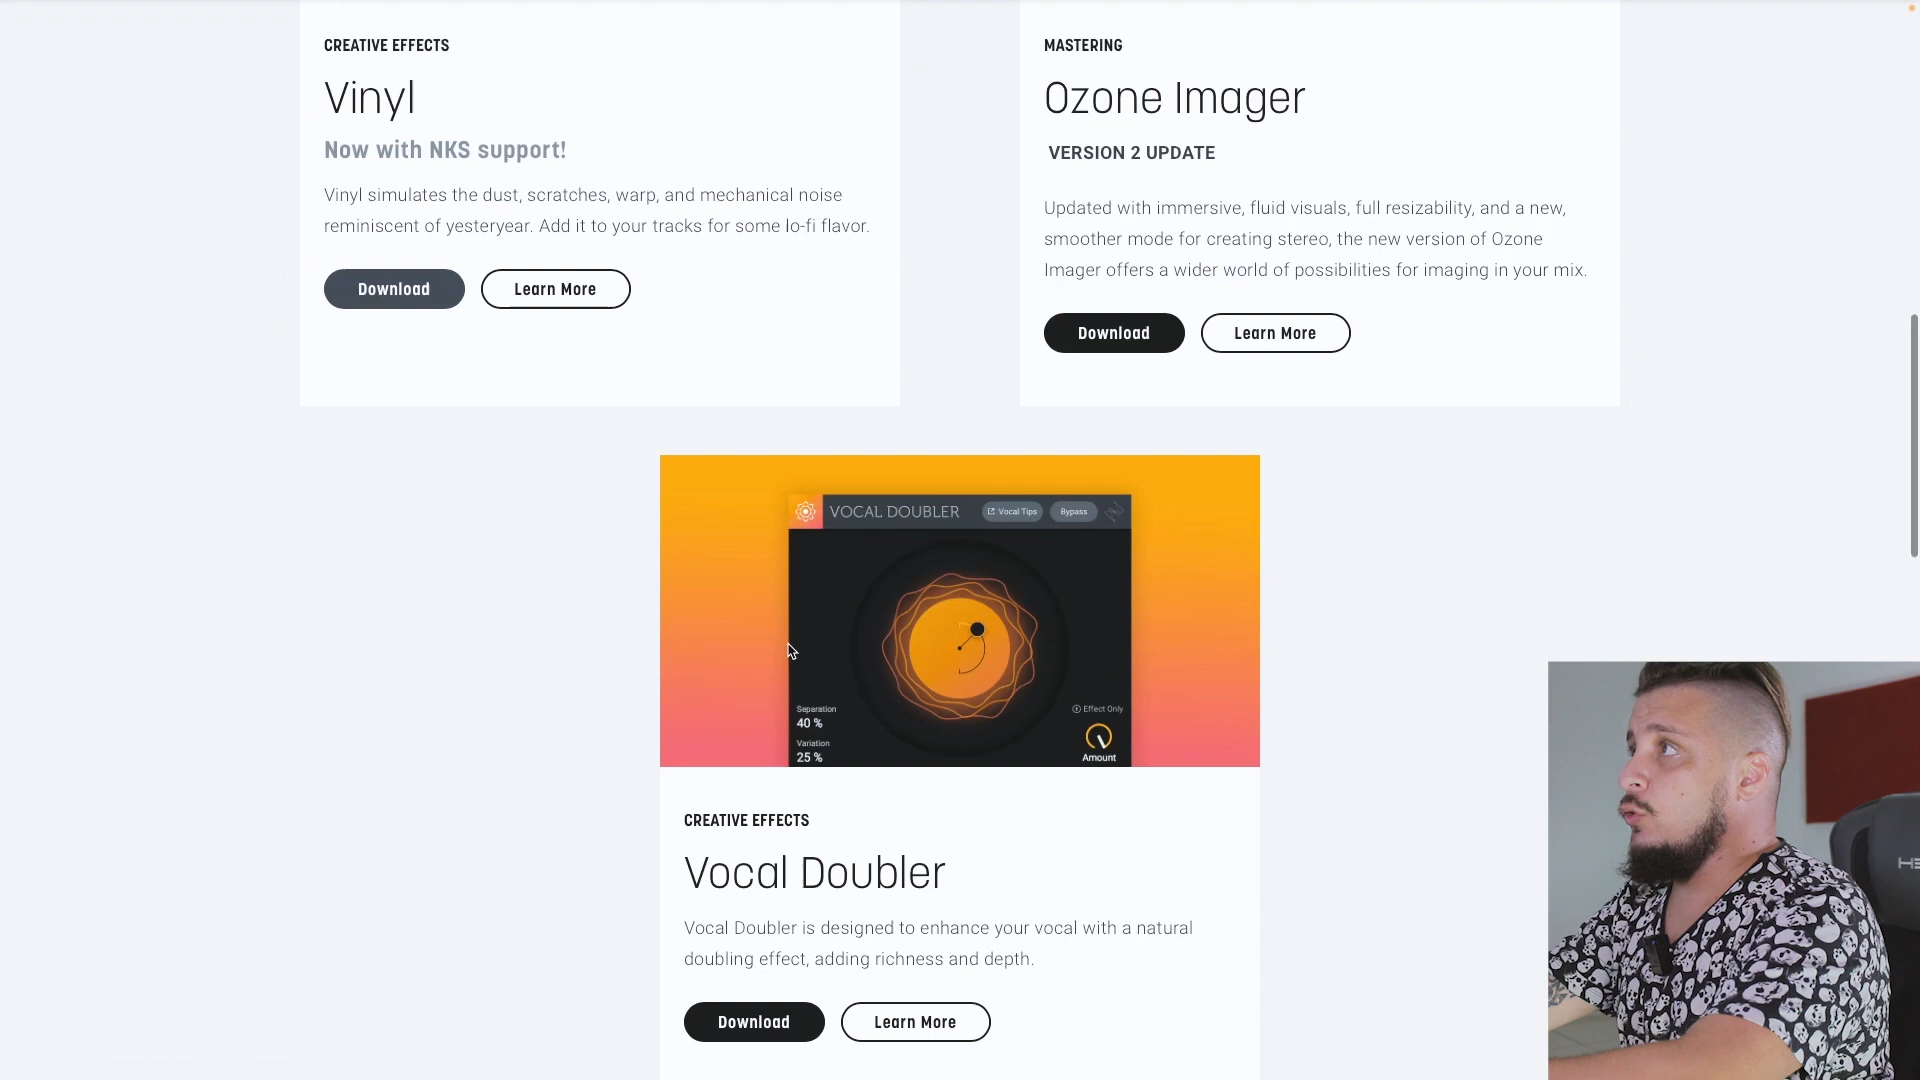 CREATIVE EFFECTS
Vinyl
Now with NKS support!
Vinyl simulates the dust, scratches, warp, and mechanical noise
reminiscent of yesteryear. Add it to your tracks for some lo-fi flavor.
Download
Learn More
MASTERING
Ozone Imager
VERSION 2 UPDATE
Updated with immersive, fluid visuals, full resizability, and a new,
smoother mode for creating stereo, the new version of Ozone
Imager offers a wider world of possibilities for imaging in your mix.
Download
Learn More
VOCAL DOUBLER
Vocal Tips
Bypass
Separation
40 %
Variation
25 %
Effect Only
Amount
CREATIVE EFFECTS
Vocal Doubler
Vocal Doubler is designed to enhance your vocal with a natural
doubling effect, adding richness and depth.
Download
Learn More